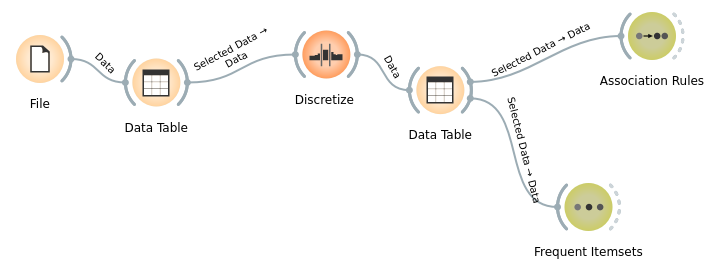 File
Data
Data Table
Selected Data →
Data
Discretize
Data
Data Table
Selected Data → Data
Association Rules
Selected Data → Data
Frequent Itemsets